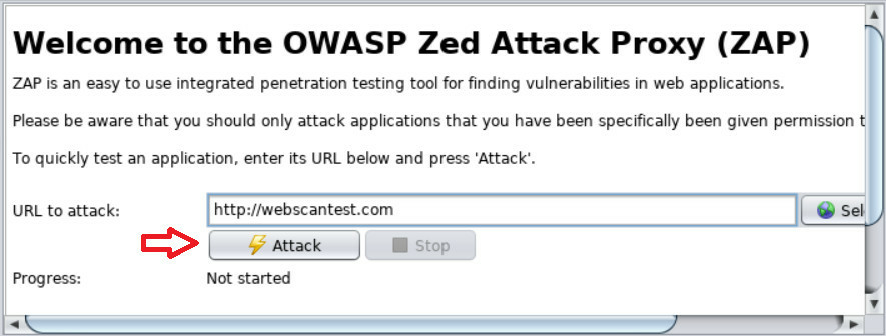 Welcome to the OWASP Zed Attack Proxy (ZAP)
ZAP is an easy to use integrated penetration testing tool for finding vulnerabilities in web applications.
Please be aware that you should only attack applications that you have been specifically been given permission t
To quickly test an application, enter its URL below and press 'Attack'.
URL to attack: http://webscantest.com Sel
Attack Stop
Progress: Not started